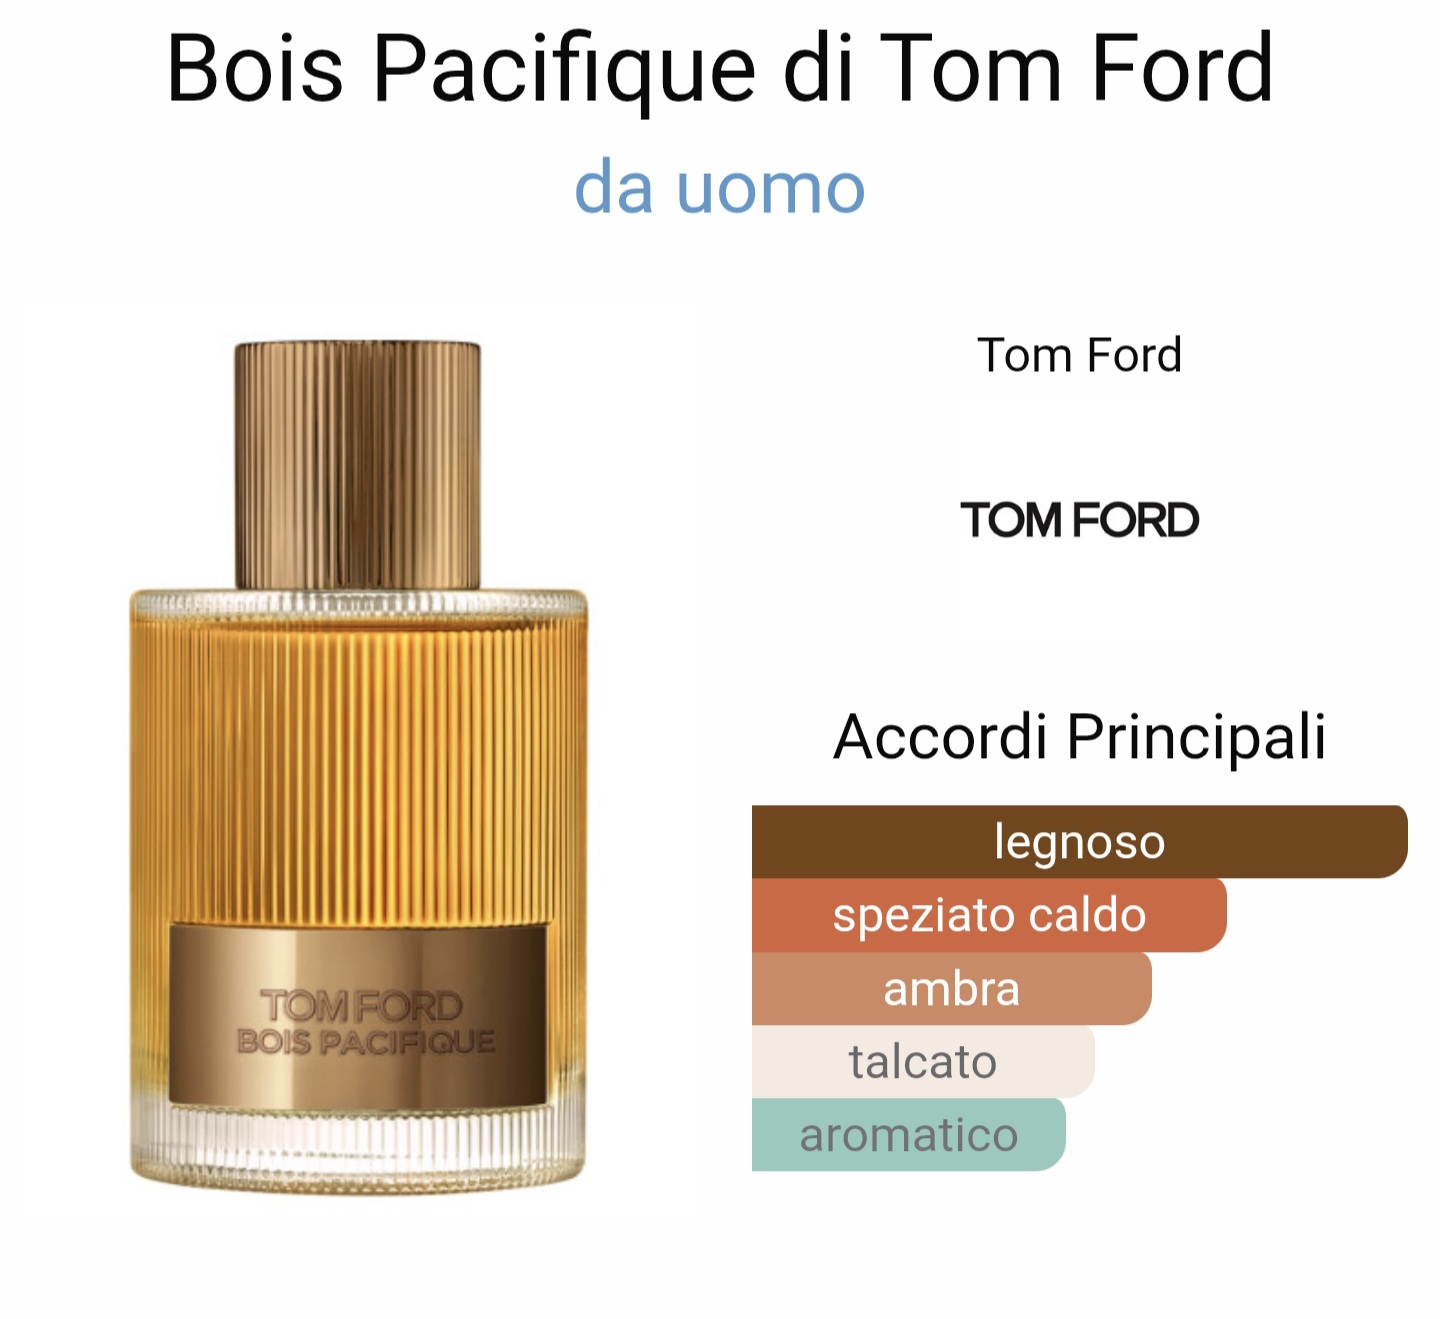 Bois Pacifique di Tom Ford
da uomo
Tom Ford
TOM FORD
Accordi Principali
legnoso
speziato caldo
ambra
talcato
aromatico
TOM FORD
BOIS PACIFIQUE